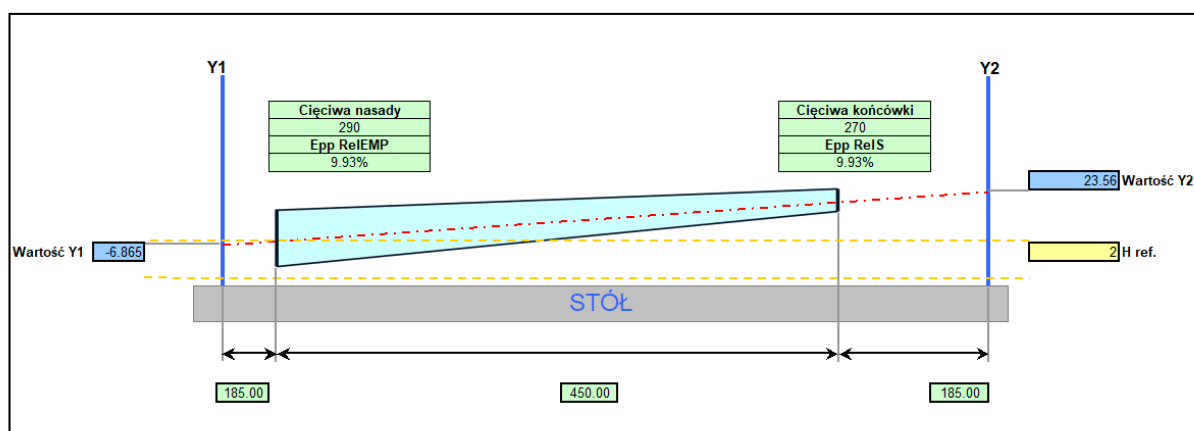 Y1
Y2
Cięciwa nasady
290
Epp RelEMP
9.93%
Cięciwa końcówki
270
Epp RelS
9.93%
23.56 Wartość Y2
Wartość Y1 -6.865
2 H ref.
STÓŁ
185.00
450.00
185.00